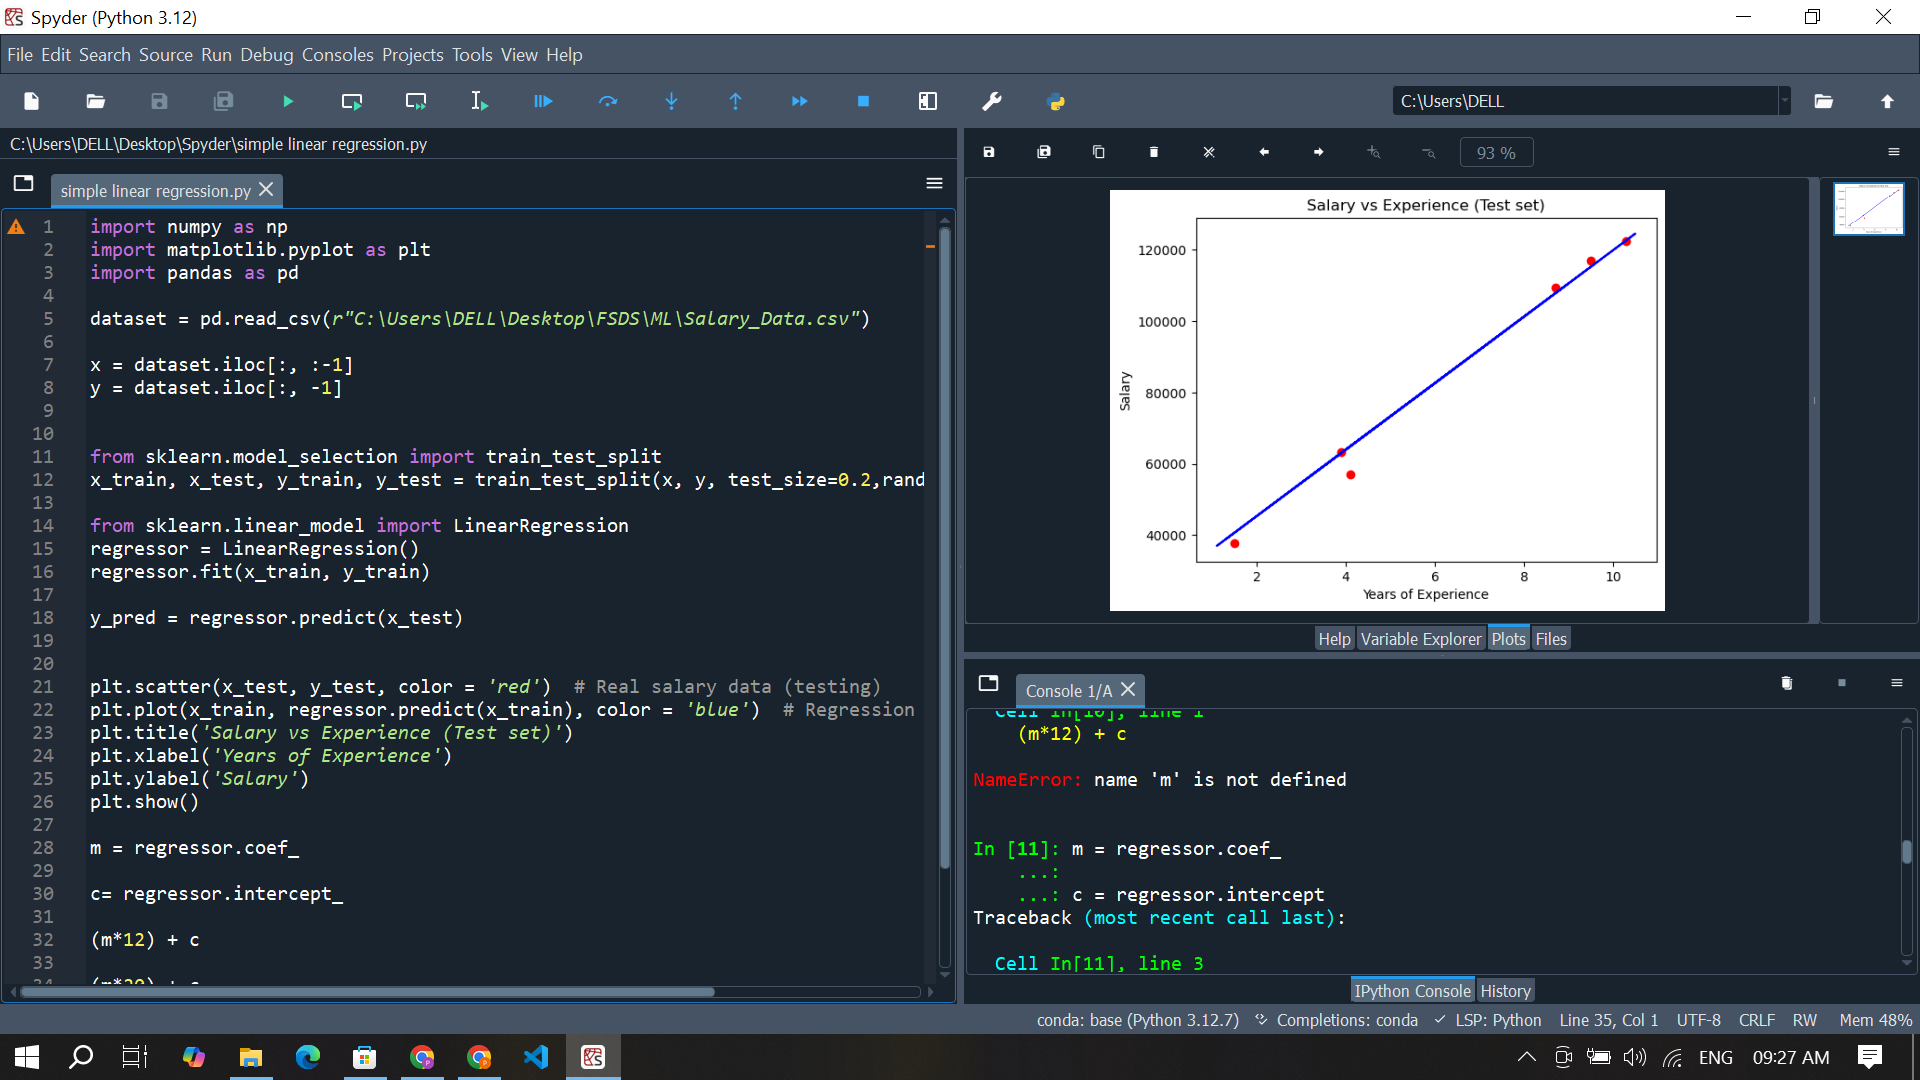 Spyder (Python 3.12)
File Edit Search Source Run Debug Consoles Projects Tools View Help
C:\Users\DELL
C:\Users\DELL\Desktop\Spyder\simple linear regression.py
simple linear regression.py
1 import numpy as np
2 import matplotlib.pyplot as plt
3 import pandas as pd
4
5 dataset = pd.read_csv(r"C:\Users\DELL\Desktop\FSDS\ML\Salary_Data.csv")
6
7 x = dataset.iloc[:, :-1]
8 y = dataset.iloc[:, -1]
9
10
11 from sklearn.model_selection import train_test_split
12 x_train, x_test, y_train, y_test = train_test_split(x, y, test_size=0.2,rand
13
14 from sklearn.linear_model import LinearRegression
15 regressor = LinearRegression()
16 regressor.fit(x_train, y_train)
17
18 y_pred = regressor.predict(x_test)
19
20
21 plt.scatter(x_test, y_test, color = 'red')  # Real salary data (testing)
22 plt.plot(x_train, regressor.predict(x_train), color = 'blue')  # Regression
23 plt.title('Salary vs Experience (Test set)')
24 plt.xlabel('Years of Experience')
25 plt.ylabel('Salary')
26 plt.show()
27
28 m = regressor.coef_
29
30 c= regressor.intercept_
31
32 (m*12) + c
33
34 (m*20) + c
93 %
Salary vs Experience (Test set)
120000
100000
80000
60000
40000
Salary
2 4 6 8 10
Years of Experience
Help Variable Explorer Plots Files
Console 1/A
Cell In[10], line 1
(m*12) + c
NameError: name 'm' is not defined
In [11]: m = regressor.coef_
...:
...: c = regressor.intercept
Traceback (most recent call last):
Cell In[11], line 3
IPython Console History
conda: base (Python 3.12.7) Completions: conda LSP: Python Line 35, Col 1 UTF-8 CRLF RW Mem 48%
ENG 09:27 AM